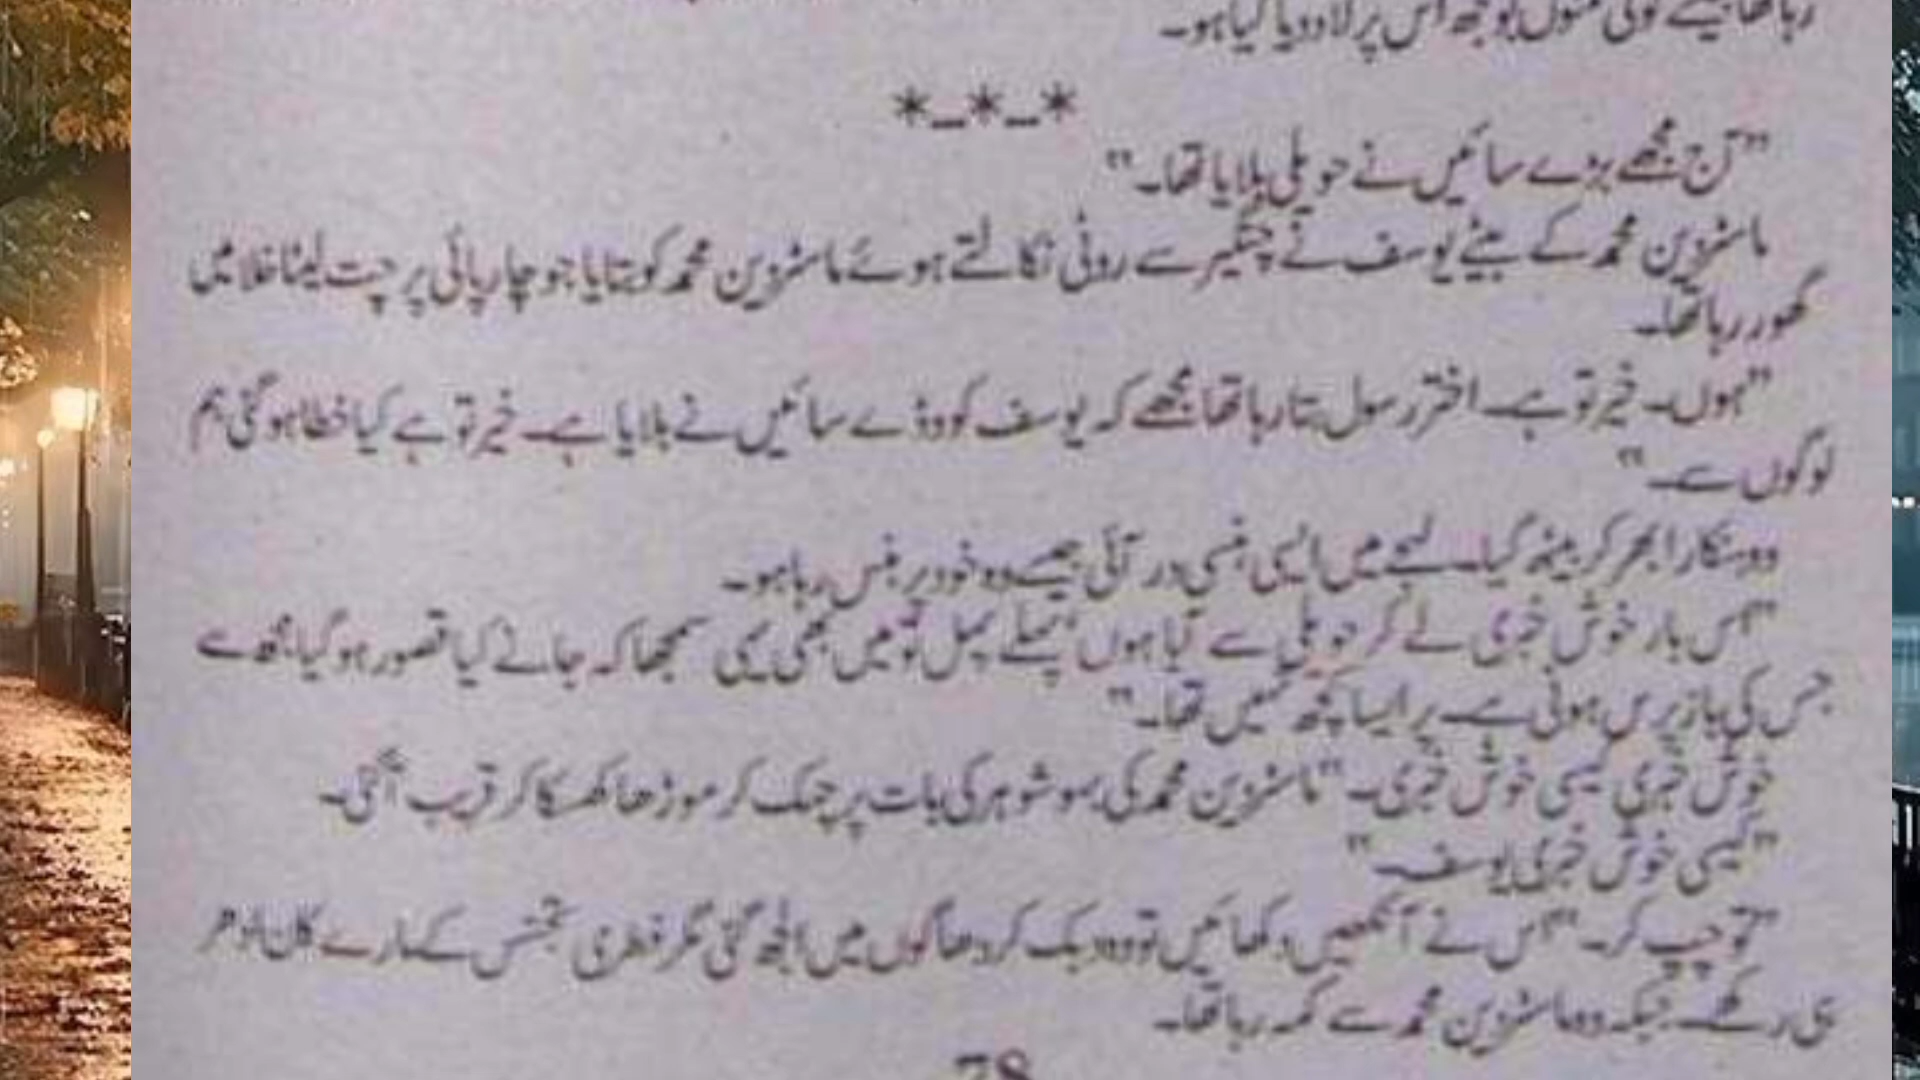 رہا تھا جیسے کوئی منوں بوجھ اس پر لاد دیا گیا ہو۔
*_*_*
"آج مجھے بڑے سائیں نے حویلی بلایا تھا۔"
ماسٹر دین محمد کے بیٹے یوسف نے چنگیر سے روٹی نکالتے ہوئے ماسٹر دین محمد کو بتایا جو چارپائی پر چت لیٹا خلا میں
گھور رہا تھا۔
"ہوں۔ خیر تو ہے۔ اختر رسول بتا رہا تھا مجھے کہ یوسف کو وڈے سائیں نے بلایا ہے۔ خیر تو ہے کیا خطا ہو گئی ہم
لوگوں سے۔"
وہ ہنکارا بھر کر بیٹھ گیا۔ لہجے میں ایسی ہنسی در آئی جیسے وہ خود پر ہنس رہا ہو۔
"اس بار خوش خبری لے کر حویلی سے آیا ہوں پہلے پہل تو میں بھی یہی سمجھا کہ جانے کیا قصور ہو گیا مجھ سے
جس کی باز پرس ہونی ہے۔ پر ایسا کچھ نہیں تھا۔"
خوش خبری کیسی خوش خبری۔" ماسٹر دین محمد کی بہو شوہر کی بات پر چہک کر موڑھا کھسکا کر قریب آگئی۔
"کیسی خوش خبری یوسف۔"
"تو چپ کر۔" اس نے آنکھیں دکھائیں تو وہ دبک کر دھاگوں میں الجھ گئی مگر فطری تجسس کے مارے کان ادھر
ہی رکھے۔ جبکہ وہ ماسٹر دین محمد سے کہہ رہا تھا۔
78